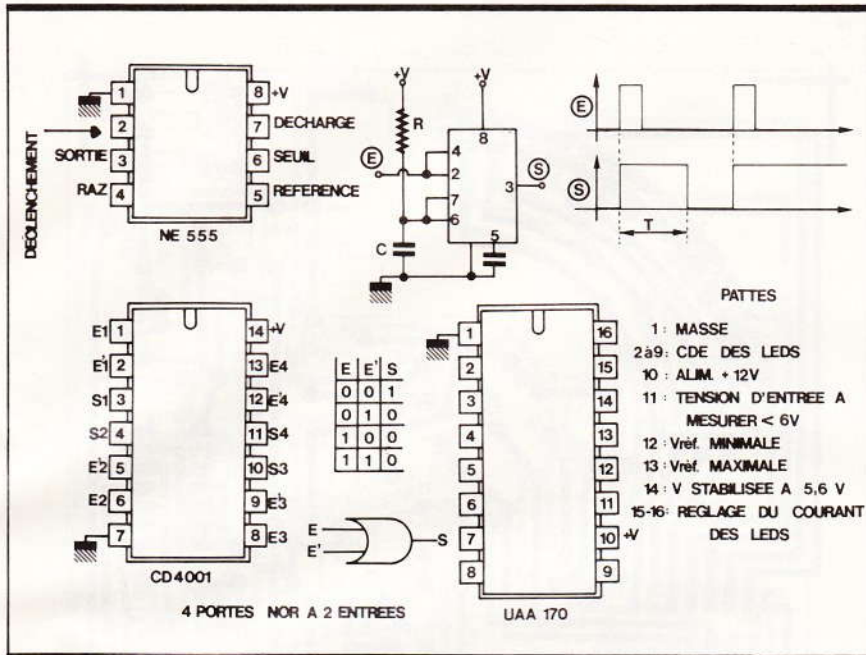 1
2
3
4
8 +V
7 DECHARGE
6 SEUIL
5 REFERENCE
DECLENCHEMENT
SORTIE
RAZ
NE 555
+V
+V
R
E
C
8
4
2
7
6
3
5
S
E
S
T
E1 1
E'1 2
S1 3
S2 4
E'2 5
E2 6
7
14 +V
13 E4
12 E'4
11 S4
10 S3
9 E'3
8 E3
CD 4001
4 PORTES NOR A 2 ENTREES
E E' S
0 0 1
0 1 0
1 0 0
1 1 0
E
E'
S
1
2
3
4
5
6
7
8
16
15
14
13
12
11
10 +V
9
UAA 170
PATTES
1 : MASSE
2à9 : CDE DES LEDS
10 : ALIM. + 12V
11 : TENSION D'ENTREE A
MESURER < 6V
12 : Vréf. MINIMALE
13 : Vréf. MAXIMALE
14 : V STABILISEE A 5,6 V
15-16 : REGLAGE DU COURANT
DES LEDS